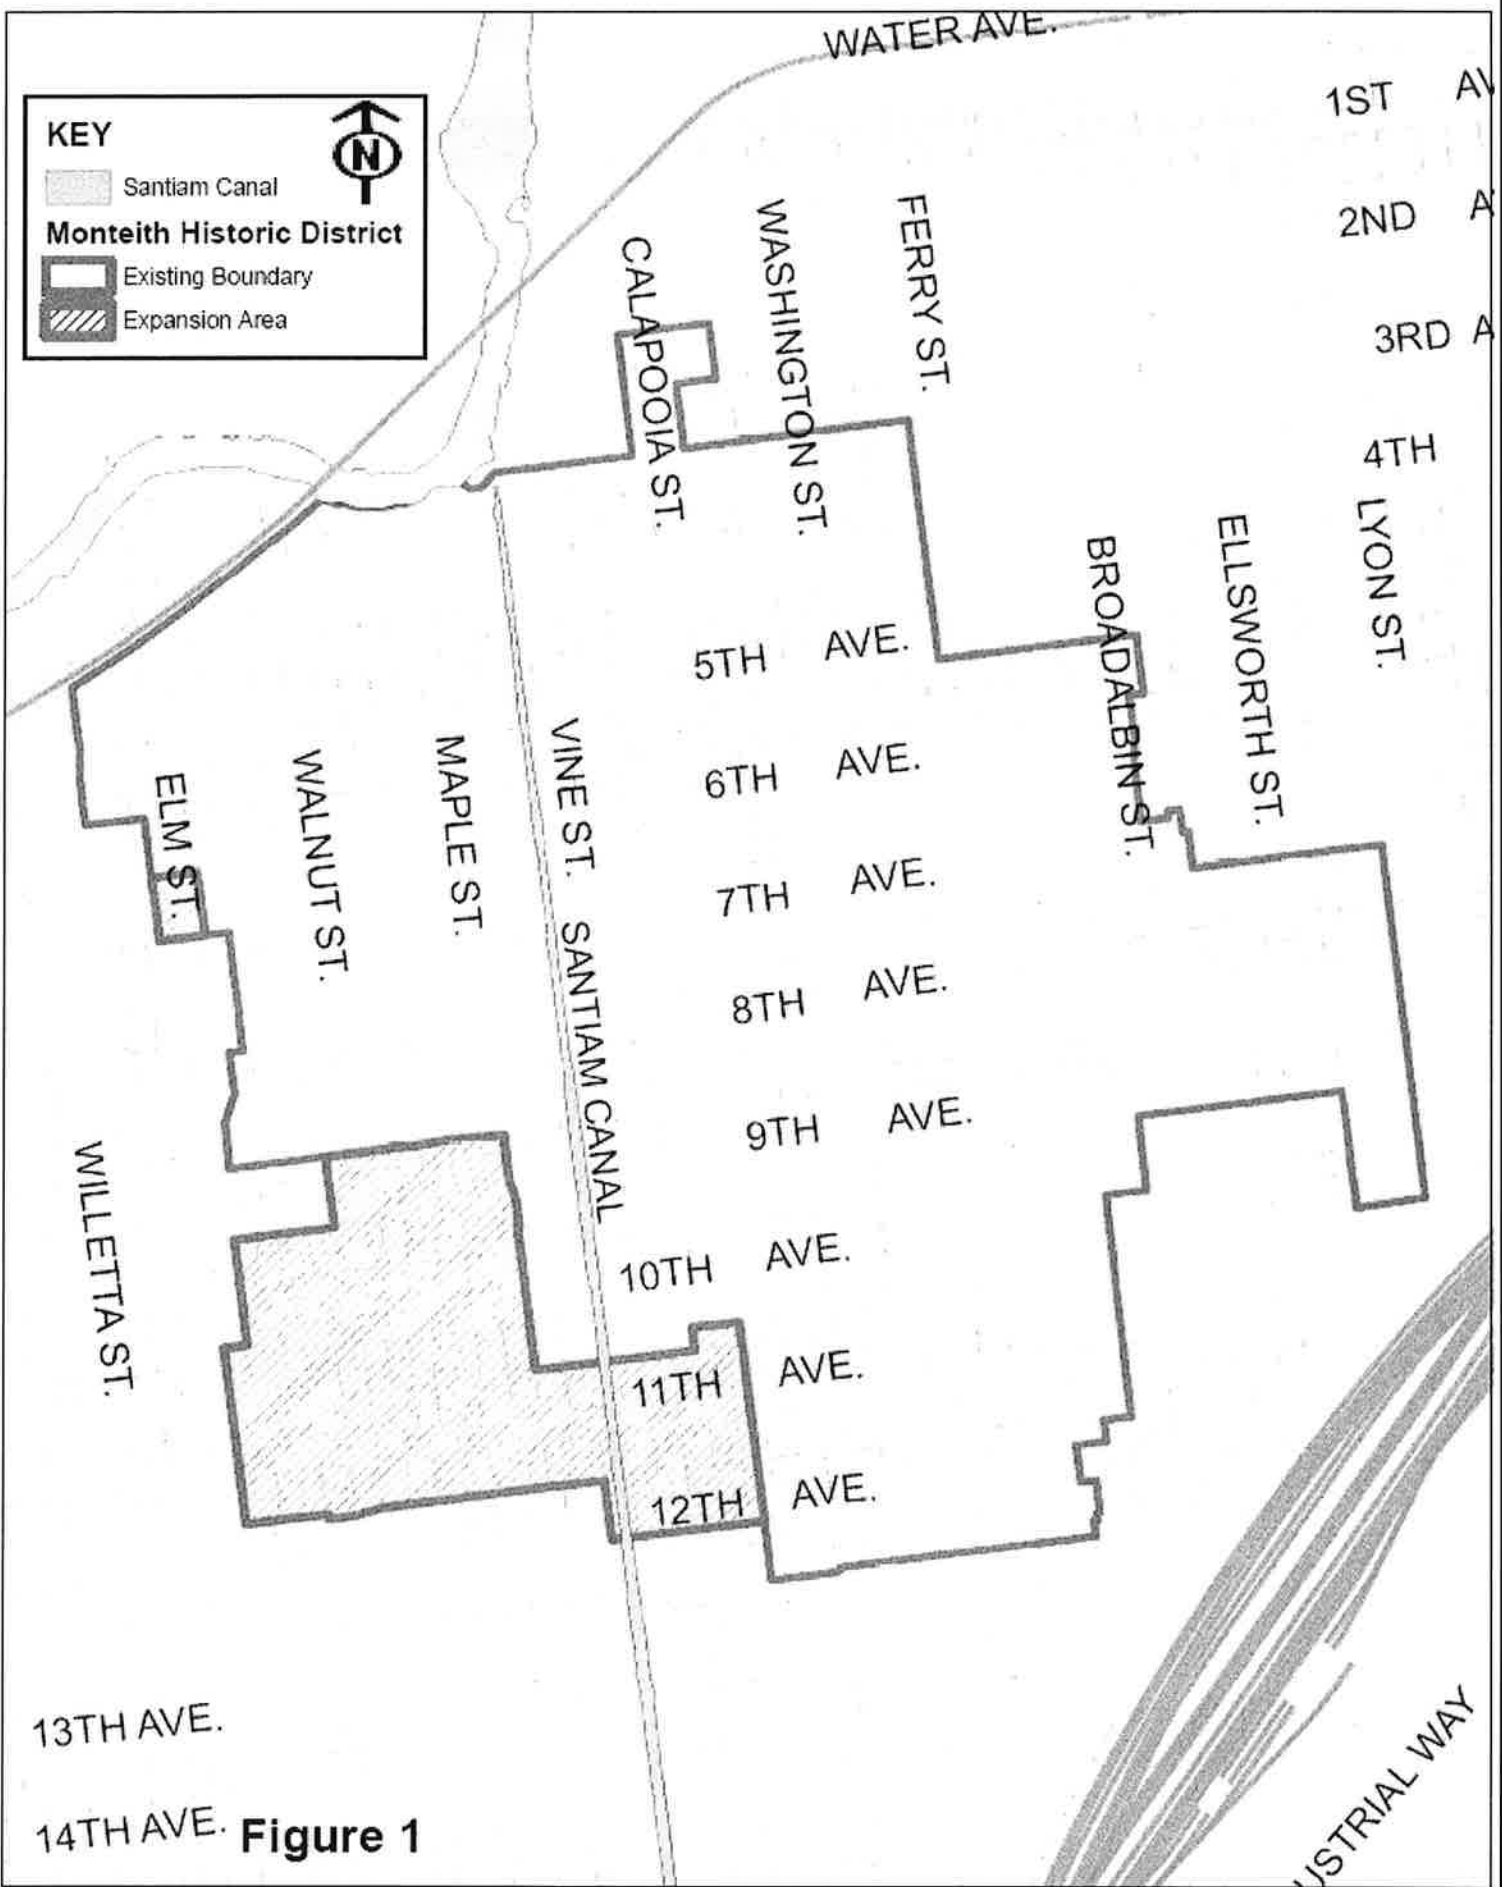 WATER AVE.
1ST AV
KEY
N
Santiam Canal
Monteith Historic District
Existing Boundary
Expansion Area
2ND A
3RD A
4TH
CALAPOOIA ST.
WASHINGTON ST.
FERRY ST.
BROADALBIN ST.
ELLSWORTH ST.
LYON ST.
5TH AVE.
6TH AVE.
ELM ST.
WALNUT ST.
MAPLE ST.
VINE ST.
SANTIAM CANAL
7TH AVE.
8TH AVE.
9TH AVE.
WILLETTA ST.
10TH AVE.
11TH AVE.
12TH AVE.
13TH AVE.
14TH AVE.
Figure 1
USTRIAL WAY